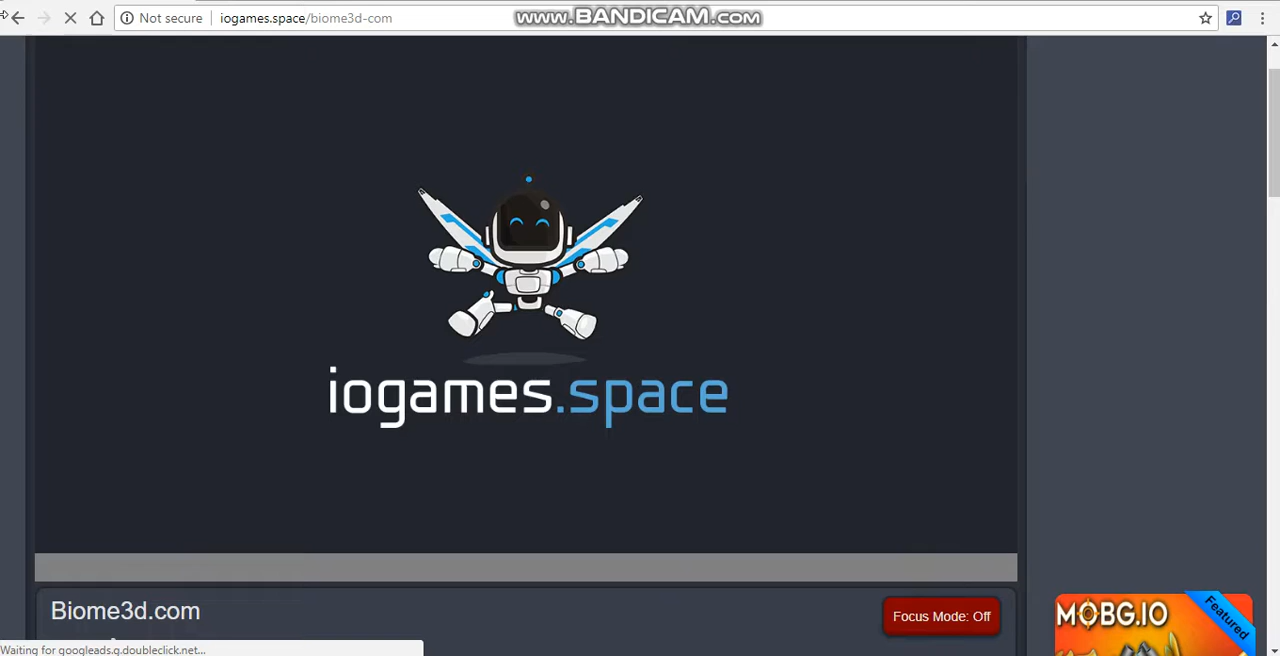 Not secure
iogames.space/biome3d-com
www.BANDICAM.com
iogames.space
Biome3d.com
Focus Mode: Off
MOBG.IO
Featured
Waiting for googleads.g.doubleclick.net...